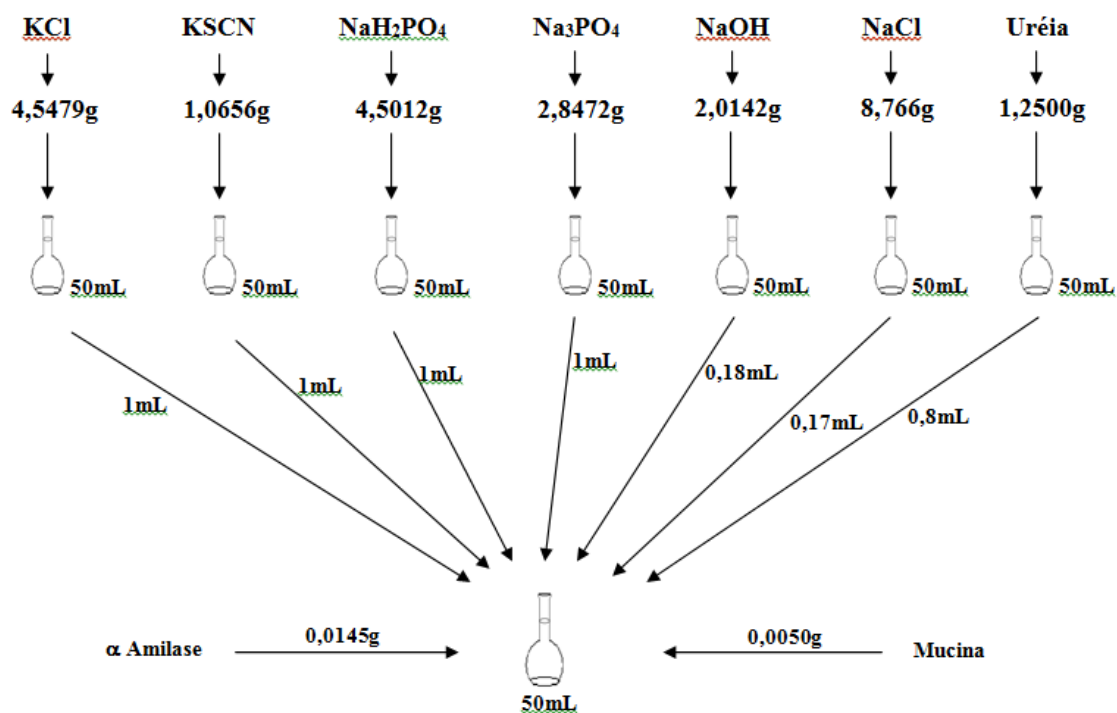 KCl KSCN NaH₂PO₄ Na₃PO₄ NaOH NaCl Uréia
4,5479g 1,0656g 4,5012g 2,8472g 2,0142g 8,766g 1,2500g
50mL 50mL 50mL 50mL 50mL 50mL 50mL
1mL 1mL 1mL 1mL 0,18mL 0,17mL 0,8mL
α Amilase 0,0145g 0,0050g Mucina
50mL